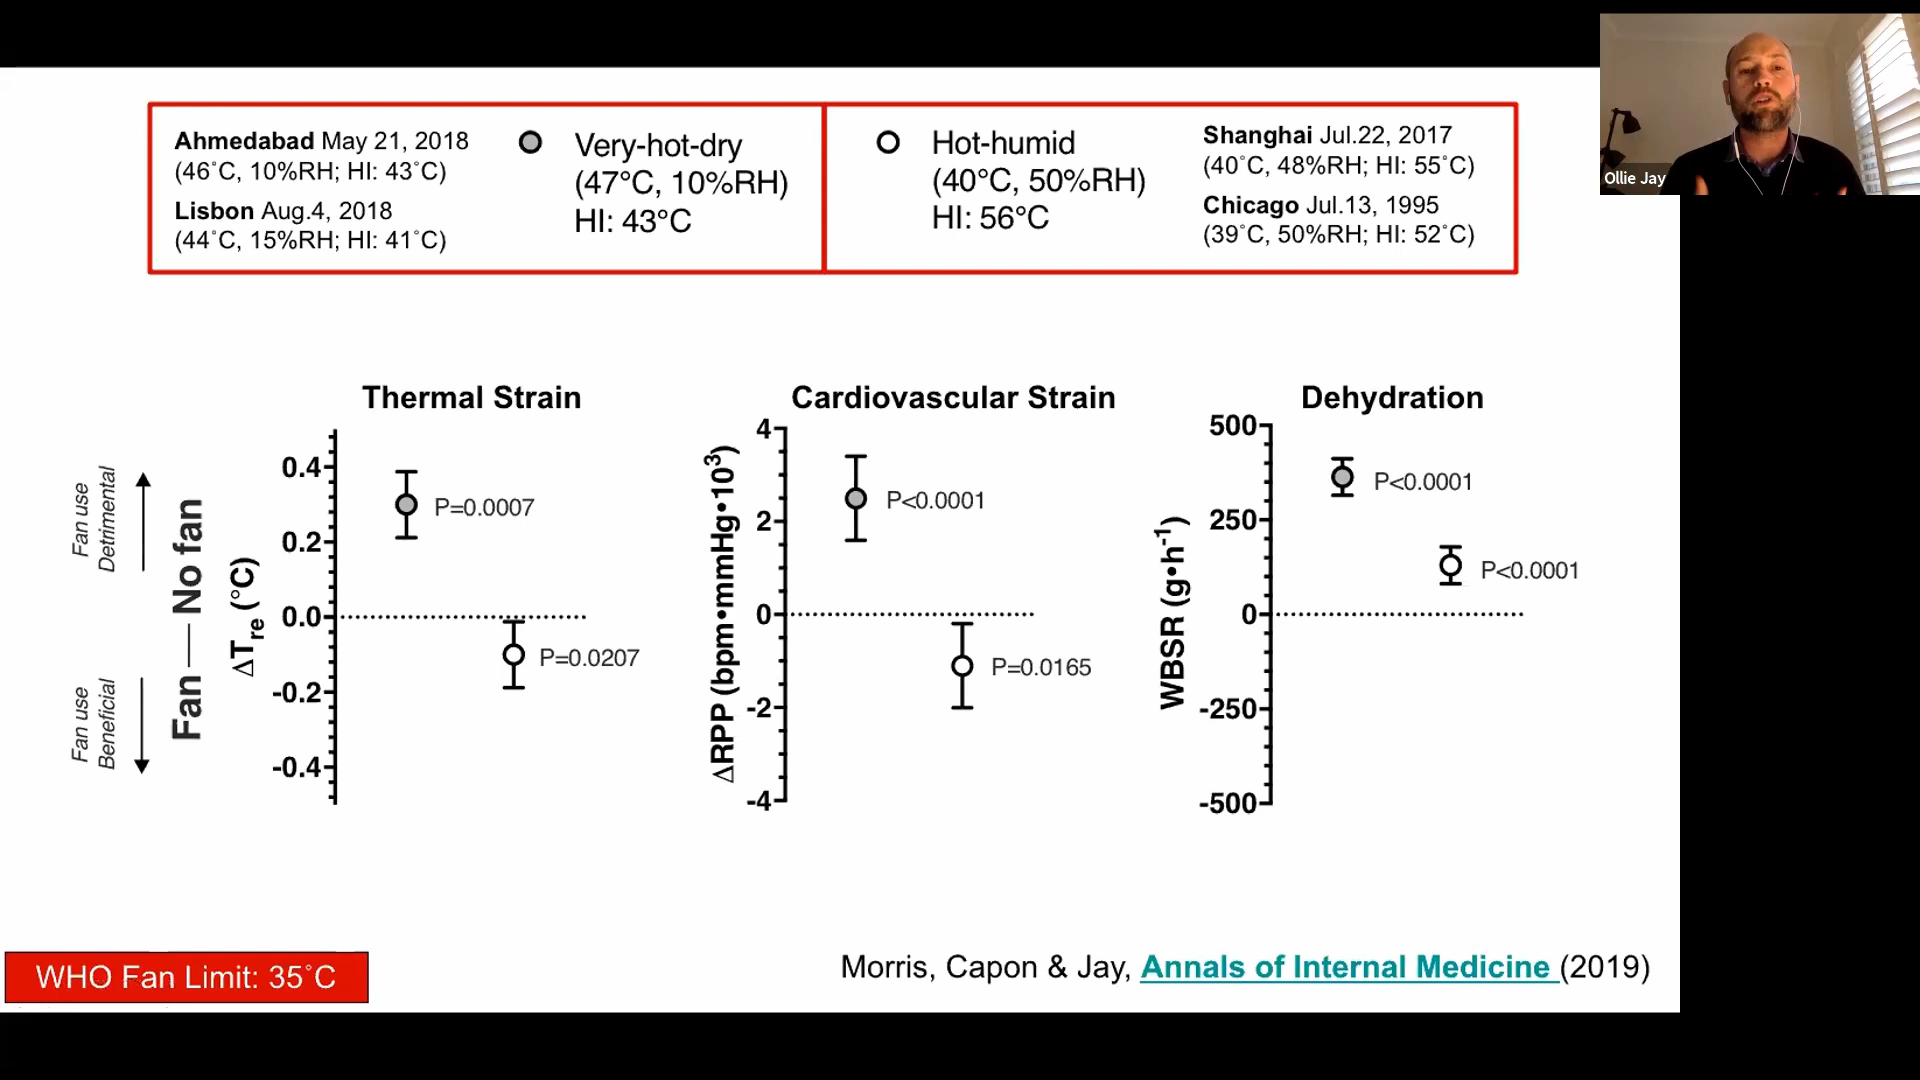 Ahmedabad May 21, 2018
(46°C, 10%RH; HI: 43°C)
Lisbon Aug.4, 2018
(44°C, 15%RH; HI: 41°C)
Very-hot-dry
(47°C, 10%RH)
HI: 43°C
Hot-humid
(40°C, 50%RH)
HI: 56°C
Shanghai Jul.22, 2017
(40°C, 48%RH; HI: 55°C)
Chicago Jul.13, 1995
(39°C, 50%RH; HI: 52°C)
Ollie Jay
Fan use
Detrimental
Fan use
Beneficial
Fan — No fan
Thermal Strain
ΔTre (°C)
0.4
0.2
0.0
-0.2
-0.4
P=0.0007
P=0.0207
Cardiovascular Strain
ΔRPP (bpm•mmHg•10³)
4
2
0
-2
-4
P<0.0001
P=0.0165
Dehydration
WBSR (g•h⁻¹)
500
250
0
-250
-500
P<0.0001
P<0.0001
WHO Fan Limit: 35°C
Morris, Capon & Jay, Annals of Internal Medicine (2019)